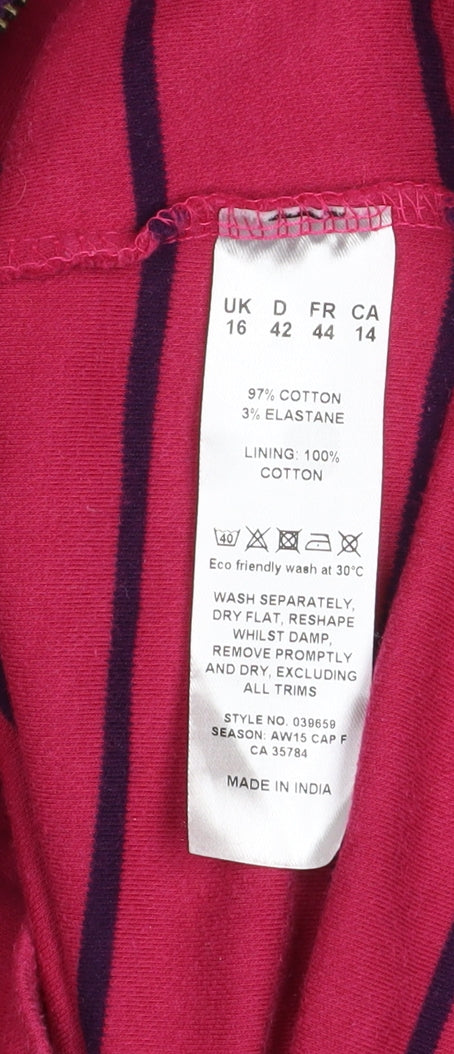 UK D FR CA
16 42 44 14
97% COTTON
3% ELASTANE
LINING: 100%
COTTON
40
Eco friendly wash at 30°C
WASH SEPARATELY,
DRY FLAT, RESHAPE
WHILST DAMP,
REMOVE PROMPTLY
AND DRY, EXCLUDING
ALL TRIMS
STYLE NO. 039659
SEASON: AW15 CAP F
CA 35784
MADE IN INDIA